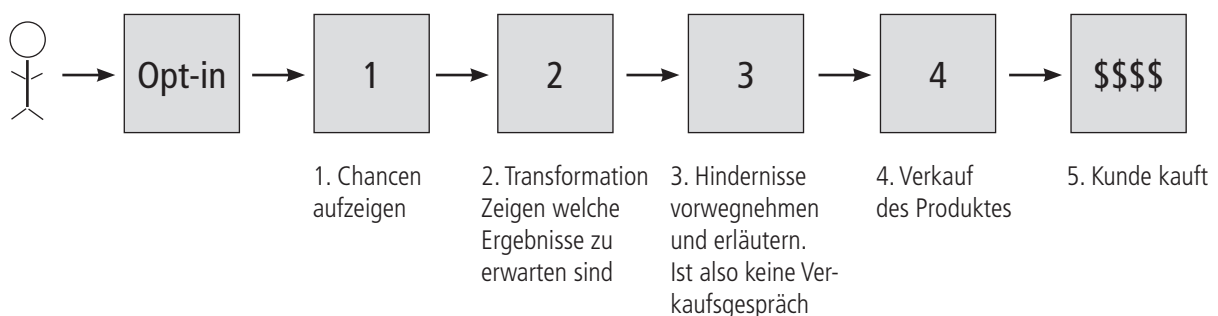 Opt-in
1
2
3
4
$$$$
1. Chancen
aufzeigen
2. Transformation
Zeigen welche
Ergebnisse zu
erwarten sind
3. Hindernisse
vorwegnehmen
und erläutern.
Ist also keine Ver-
kaufsgespräch
4. Verkauf
des Produktes
5. Kunde kauft